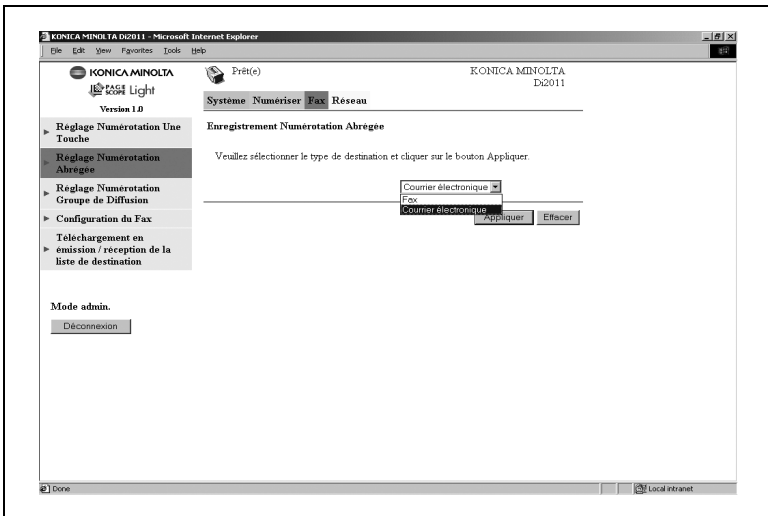 KONICA MINOLTA Di2011 - Microsoft Internet Explorer
File Edit View Favorites Tools Help
KONICA MINOLTA
PAGE SCOPE Light
Version 1.0
Prêt(e)
KONICA MINOLTA
Di2011
Système Numériser Fax Réseau
Réglage Numérotation Une
Touche
Réglage Numérotation
Abrégée
Réglage Numérotation
Groupe de Diffusion
Configuration du Fax
Téléchargement en
émission / réception de la
liste de destination
Mode admin.
Déconnexion
Enregistrement Numérotation Abrégée
Veuillez sélectionner le type de destination et cliquer sur le bouton Appliquer.
Courrier électronique
Fax
Courrier électronique
Appliquer Effacer
Done
Local intranet